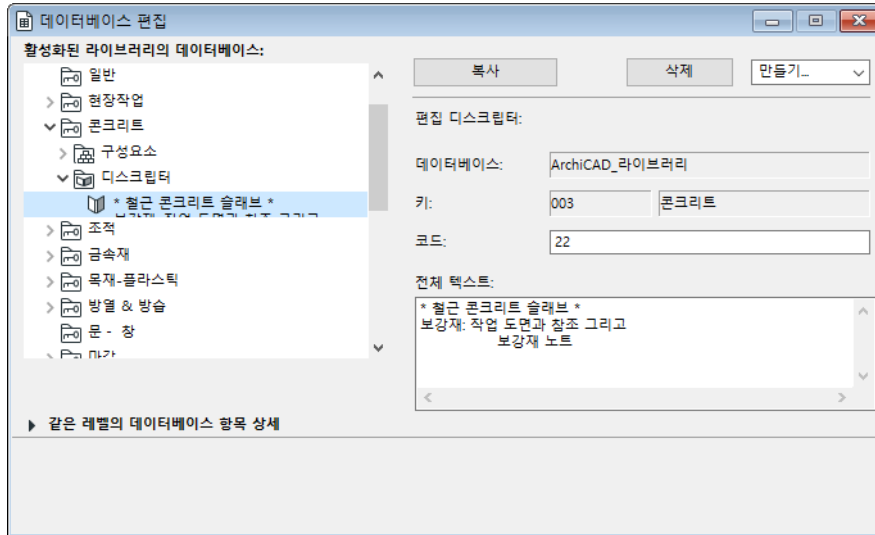 데이터베이스 편집
활성화된 라이브러리의 데이터베이스:
일반
현장작업
콘크리트
구성요소
디스크립터
* 철근 콘크리트 슬래브 *
조적
금속재
목재-플라스틱
방열 & 방습
문 - 창
마감
복사
삭제
만들기...
편집 디스크립터:
데이터베이스: ArchiCAD_라이브러리
키: 003 콘크리트
코드: 22
전체 텍스트:
* 철근 콘크리트 슬래브 *
보강재: 작업 도면과 참조 그리고
보강재 노트
같은 레벨의 데이터베이스 항목 상세